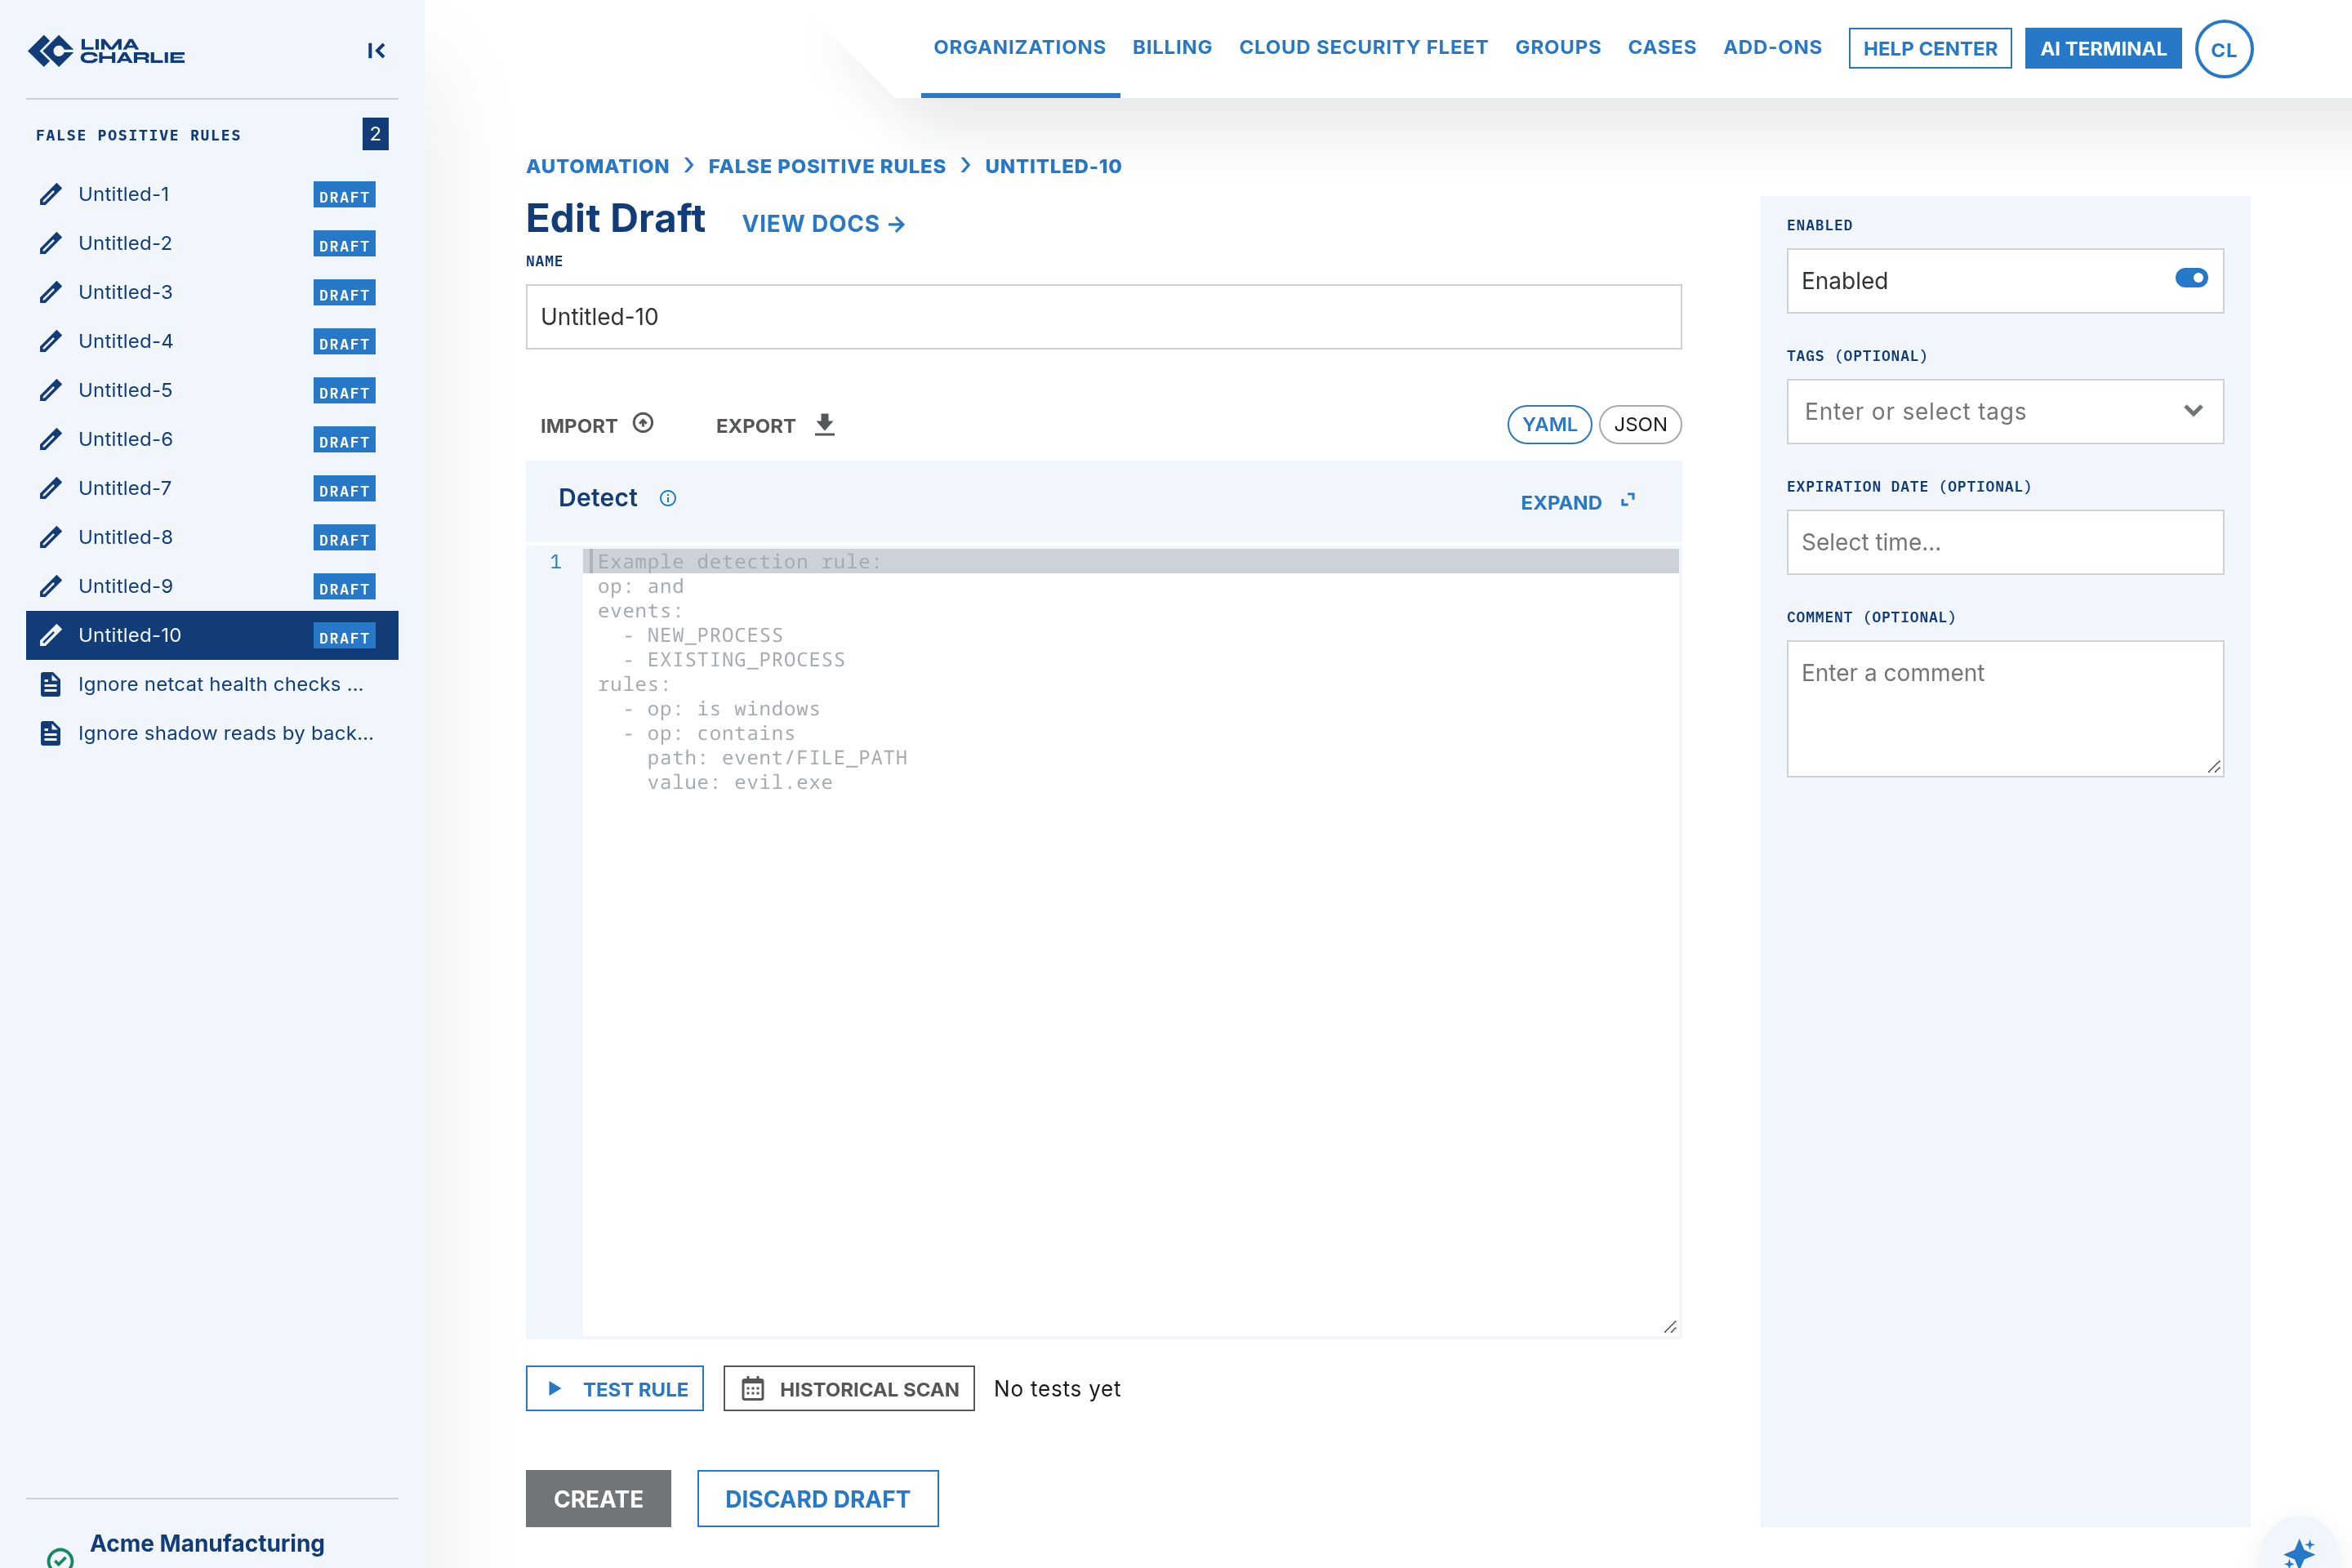 LIMA
CHARLIE
FALSE POSITIVE RULES 2
Untitled-1 DRAFT
Untitled-2 DRAFT
Untitled-3 DRAFT
Untitled-4 DRAFT
Untitled-5 DRAFT
Untitled-6 DRAFT
Untitled-7 DRAFT
Untitled-8 DRAFT
Untitled-9 DRAFT
Untitled-10 DRAFT
Ignore netcat health checks ...
Ignore shadow reads by back...
Acme Manufacturing
ORGANIZATIONS BILLING CLOUD SECURITY FLEET GROUPS CASES ADD-ONS HELP CENTER AI TERMINAL CL
AUTOMATION > FALSE POSITIVE RULES > UNTITLED-10
Edit Draft VIEW DOCS →
NAME
Untitled-10
IMPORT EXPORT YAML JSON
Detect EXPAND
1 Example detection rule:
op: and
events:
  - NEW_PROCESS
  - EXISTING_PROCESS
rules:
  - op: is windows
  - op: contains
    path: event/FILE_PATH
    value: evil.exe
TEST RULE HISTORICAL SCAN No tests yet
CREATE DISCARD DRAFT
ENABLED
Enabled
TAGS (OPTIONAL)
Enter or select tags
EXPIRATION DATE (OPTIONAL)
Select time...
COMMENT (OPTIONAL)
Enter a comment